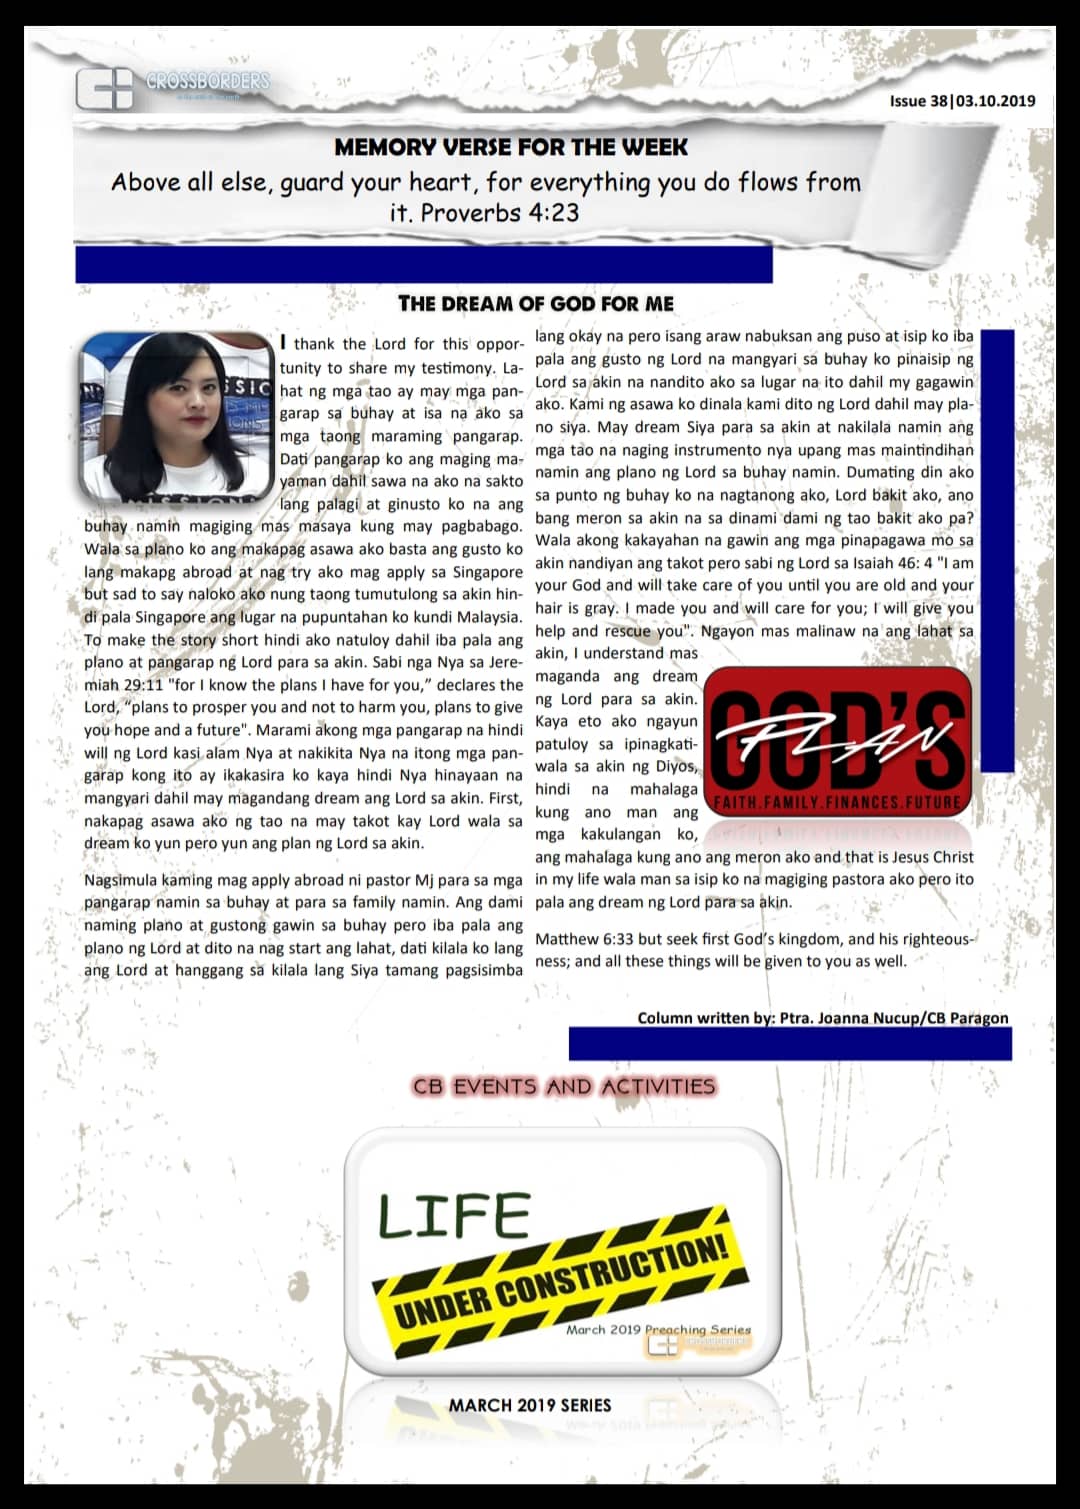 CROSSBORDERS
Issue 38|03.10.2019
MEMORY VERSE FOR THE WEEK
Above all else, guard your heart, for everything you do flows from
it. Proverbs 4:23
THE DREAM OF GOD FOR ME
I thank the Lord for this oppor-
tunity to share my testimony. La-
hat ng mga tao ay may mga pan-
garap sa buhay at isa na ako sa
mga taong maraming pangarap.
Dati pangarap ko ang maging ma-
yaman dahil sawa na ako na sakto
lang palagi at ginusto ko na ang
buhay namin magiging mas masaya kung may pagbabago.
Wala sa plano ko ang makapag asawa ako basta ang gusto ko
lang makapg abroad at nag try ako mag apply sa Singapore
but sad to say naloko ako nung taong tumutulong sa akin hin-
di pala Singapore ang lugar na pupuntahan ko kundi Malaysia.
To make the story short hindi ako natuloy dahil iba pala ang
plano at pangarap ng Lord para sa akin. Sabi nga Nya sa Jere-
miah 29:11 "for I know the plans I have for you,” declares the
Lord, “plans to prosper you and not to harm you, plans to give
you hope and a future". Marami akong mga pangarap na hindi
will ng Lord kasi alam Nya at nakikita Nya na itong mga pan-
garap kong ito ay ikakasira ko kaya hindi Nya hinayaan na
mangyari dahil may magandang dream ang Lord sa akin. First,
nakapag asawa ako ng tao na may takot kay Lord wala sa
dream ko yun pero yun ang plan ng Lord sa akin.
Nagsimula kaming mag apply abroad ni pastor Mj para sa mga
pangarap namin sa buhay at para sa family namin. Ang dami
naming plano at gustong gawin sa buhay pero iba pala ang
plano ng Lord at dito na nag start ang lahat, dati kilala ko lang
ang Lord at hanggang sa kilala lang Siya tamang pagsisimba
lang okay na pero isang araw nabuksan ang puso at isip ko iba
pala ang gusto ng Lord na mangyari sa buhay ko pinaisip ng
Lord sa akin na nandito ako sa lugar na ito dahil my gagawin
ako. Kami ng asawa ko dinala kami dito ng Lord dahil may pla-
no siya. May dream Siya para sa akin at nakilala namin ang
mga tao na naging instrumento nya upang mas maintindihan
namin ang plano ng Lord sa buhay namin. Dumating din ako
sa punto ng buhay ko na nagtanong ako, Lord bakit ako, ano
bang meron sa akin na sa dinami dami ng tao bakit ako pa?
Wala akong kakayahan na gawin ang mga pinapagawa mo sa
akin nandiyan ang takot pero sabi ng Lord sa Isaiah 46: 4 "I am
your God and will take care of you until you are old and your
hair is gray. I made you and will care for you; I will give you
help and rescue you". Ngayon mas malinaw na ang lahat sa
akin, I understand mas
maganda ang dream
ng Lord para sa akin.
Kaya eto ako ngayun
patuloy sa ipinagkati-
wala sa akin ng Diyos,
hindi na mahalaga
kung ano man ang
mga kakulangan ko,
ang mahalaga kung ano ang meron ako and that is Jesus Christ
in my life wala man sa isip ko na magiging pastora ako pero ito
pala ang dream ng Lord para sa akin.
GOD'S
PLAN
FAITH.FAMILY.FINANCES.FUTURE
Matthew 6:33 but seek first God’s kingdom, and his righteous-
ness; and all these things will be given to you as well.
Column written by: Ptra. Joanna Nucup/CB Paragon
CB EVENTS AND ACTIVITIES
LIFE
UNDER CONSTRUCTION!
March 2019 Preaching Series
CROSSBORDERS
MARCH 2019 SERIES